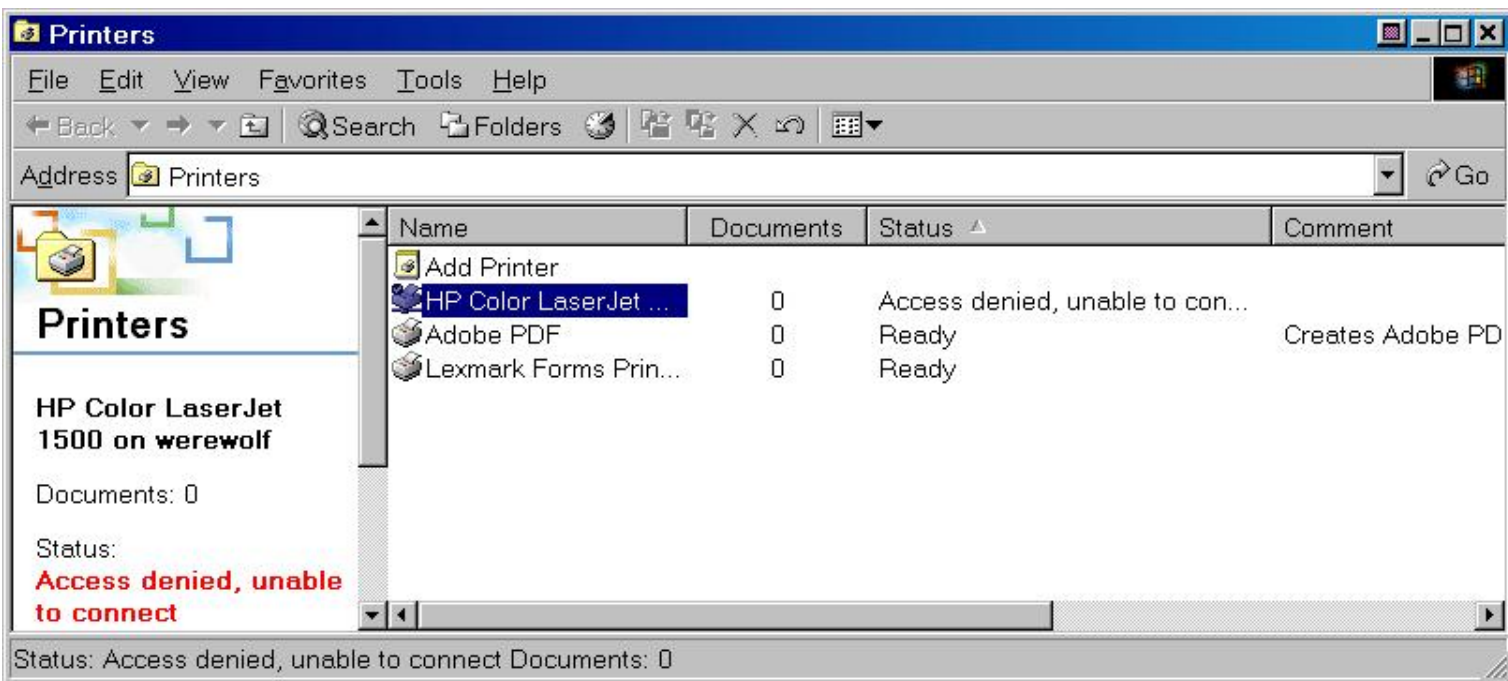 Printers
File Edit View Favorites Tools Help
Back Search Folders
Address Printers Go
Printers
HP Color LaserJet
1500 on werewolf
Documents: 0
Status:
Access denied, unable
to connect
Name Documents Status Comment
Add Printer
HP Color LaserJet ... 0 Access denied, unable to con...
Adobe PDF 0 Ready Creates Adobe PD
Lexmark Forms Prin... 0 Ready
Status: Access denied, unable to connect Documents: 0